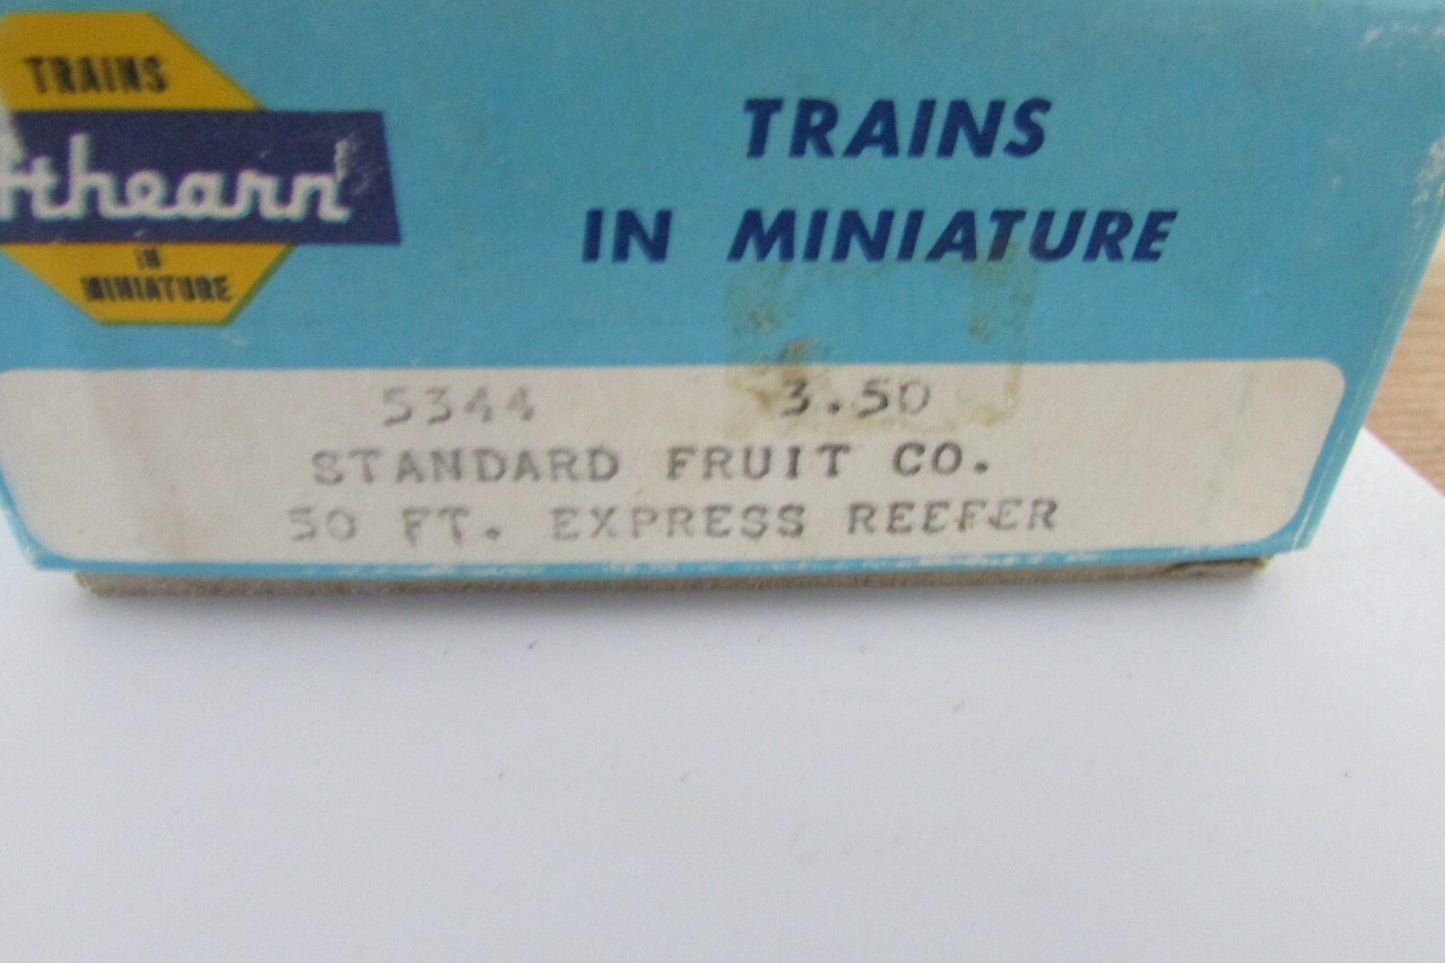 TRAINS
Athearn
IN
MINIATURE
TRAINS
IN MINIATURE
5344 3.50
STANDARD FRUIT CO.
50 FT. EXPRESS REEFER